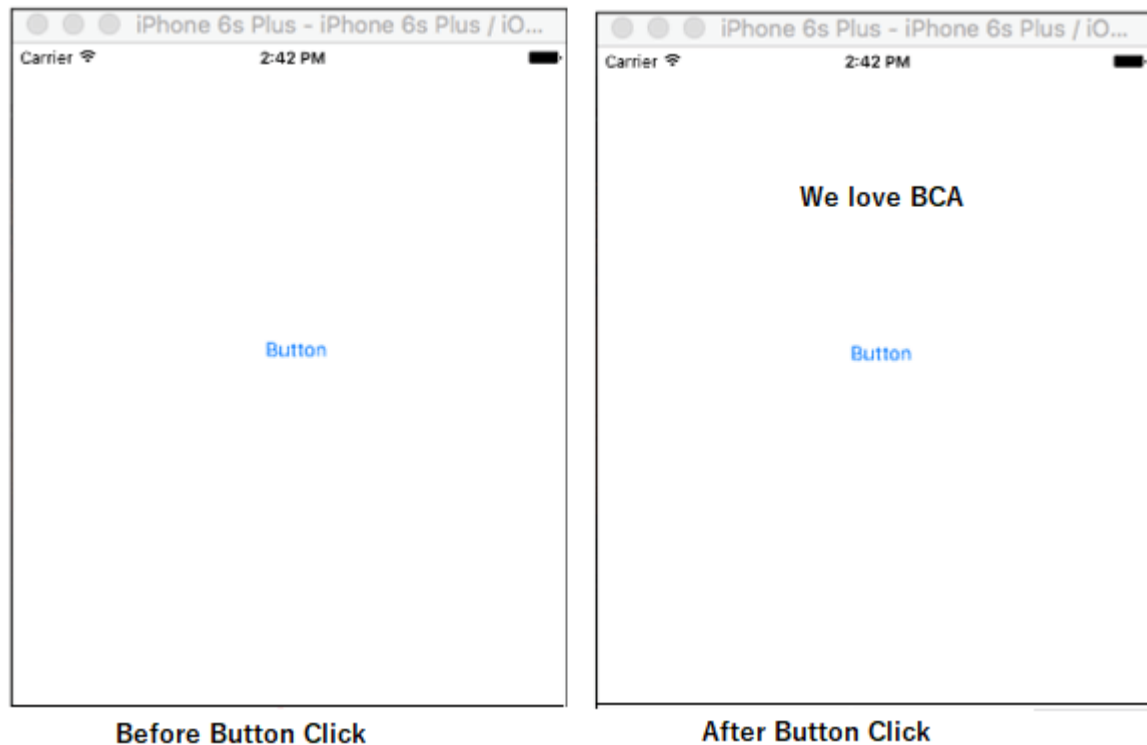 iPhone 6s Plus - iPhone 6s Plus / iO...
Carrier
2:42 PM
Button
Before Button Click
iPhone 6s Plus - iPhone 6s Plus / iO...
Carrier
2:42 PM
We love BCA
Button
After Button Click